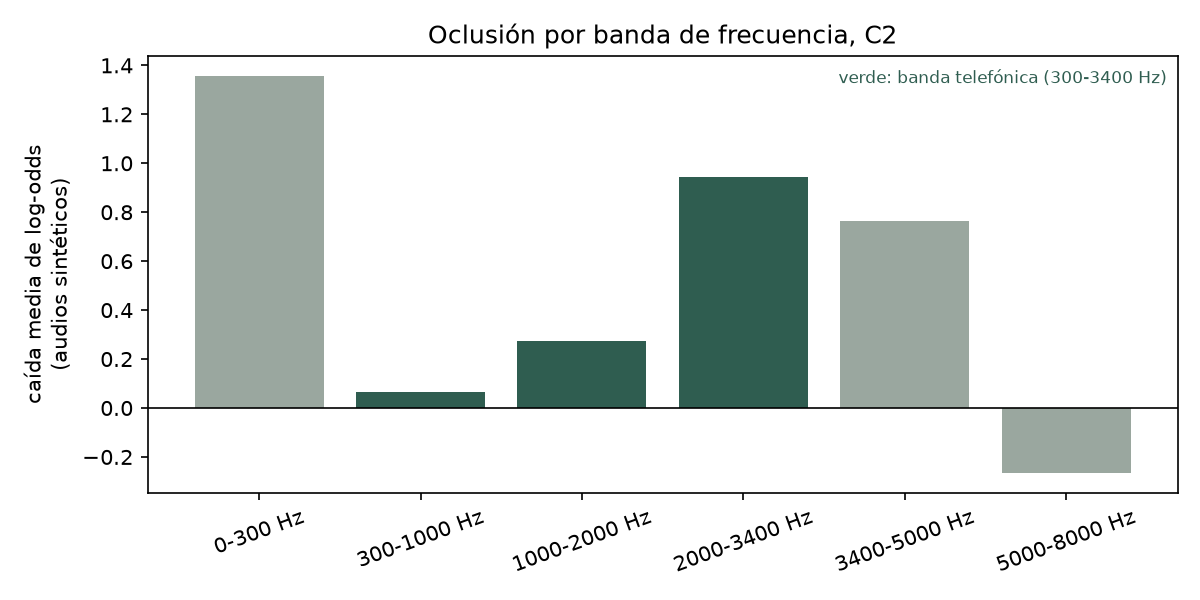 Oclusión por banda de frecuencia, C2
verde: banda telefónica (300-3400 Hz)
caída media de log-odds
(audios sintéticos)
1.4
1.2
1.0
0.8
0.6
0.4
0.2
0.0
−0.2
0-300 Hz
300-1000 Hz
1000-2000 Hz
2000-3400 Hz
3400-5000 Hz
5000-8000 Hz